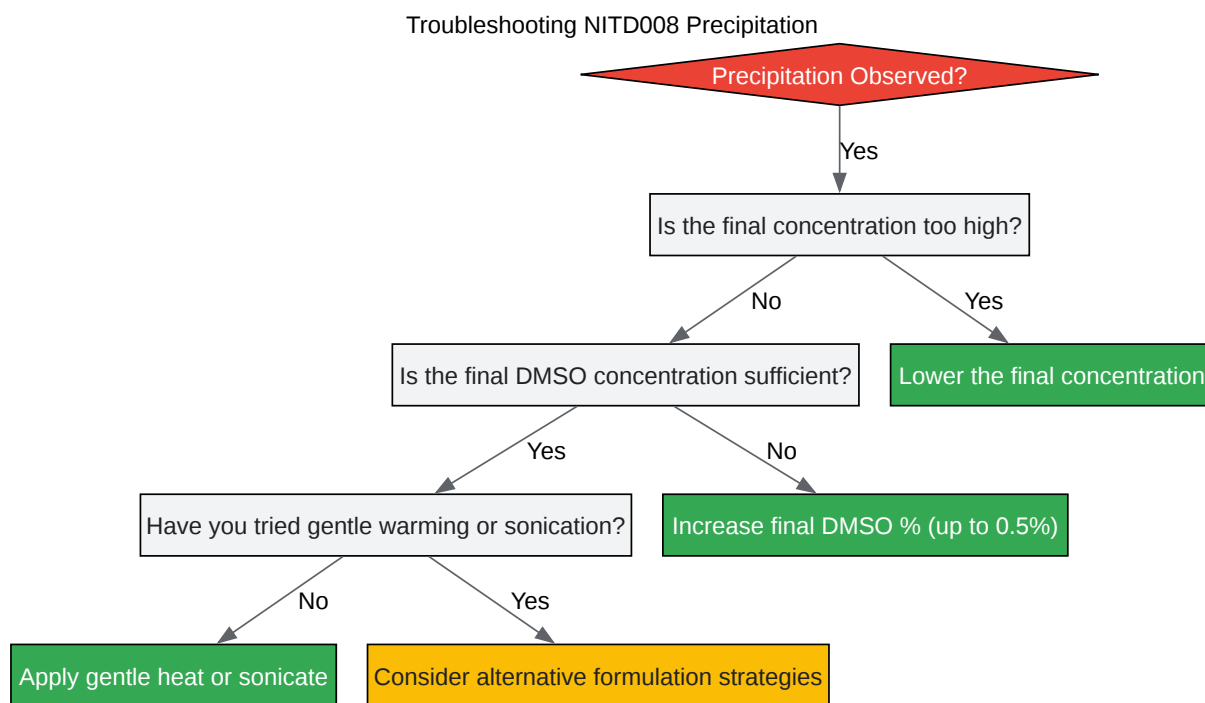 Troubleshooting NITD008 Precipitation
Precipitation Observed?
Yes
Is the final concentration too high?
No
Yes
Is the final DMSO concentration sufficient?
Lower the final concentration
Yes
No
Have you tried gentle warming or sonication?
Increase final DMSO % (up to 0.5%)
No
Yes
Apply gentle heat or sonicate
Consider alternative formulation strategies